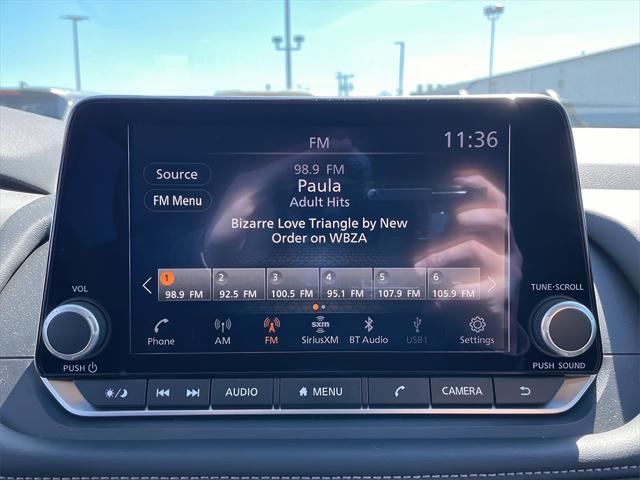 FM
11:36
Source
FM Menu
98.9 FM
Paula
Adult Hits
Bizarre Love Triangle by New
Order on WBZA
1 2 3 4 5 6
98.9 FM 92.5 FM 100.5 FM 95.1 FM 107.9 FM 105.9 FM
VOL
TUNE·SCROLL
sxm
Phone AM FM SiriusXM BT Audio USB1 Settings
PUSH
PUSH SOUND
AUDIO MENU CAMERA